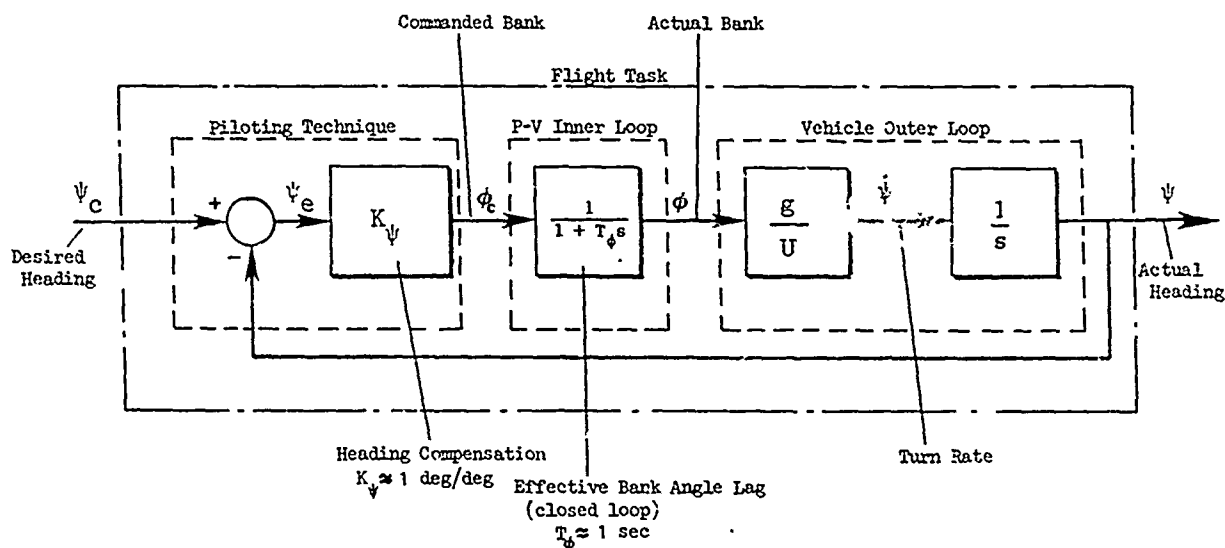 Commanded Bank
Actual Bank
Flight Task
Piloting Technique
P-V Inner Loop
Vehicle Outer Loop
Ψc
+
Ψe
-
Kψ
ϕc
1
1 + Tϕs
ϕ
g
U
ψ̇
1
s
Ψ
Desired
Heading
Actual
Heading
Heading Compensation
Kψ ≈ 1 deg/deg
Effective Bank Angle Lag
(closed loop)
Tϕ ≈ 1 sec
Turn Rate